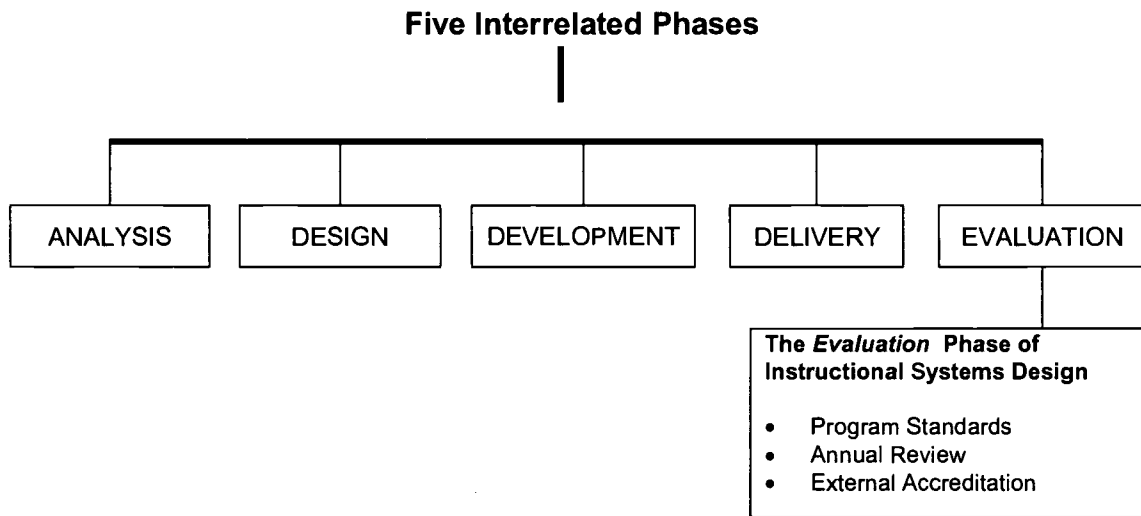 Five Interrelated Phases
ANALYSIS
DESIGN
DEVELOPMENT
DELIVERY
EVALUATION
The Evaluation Phase of
Instructional Systems Design
• Program Standards
• Annual Review
• External Accreditation